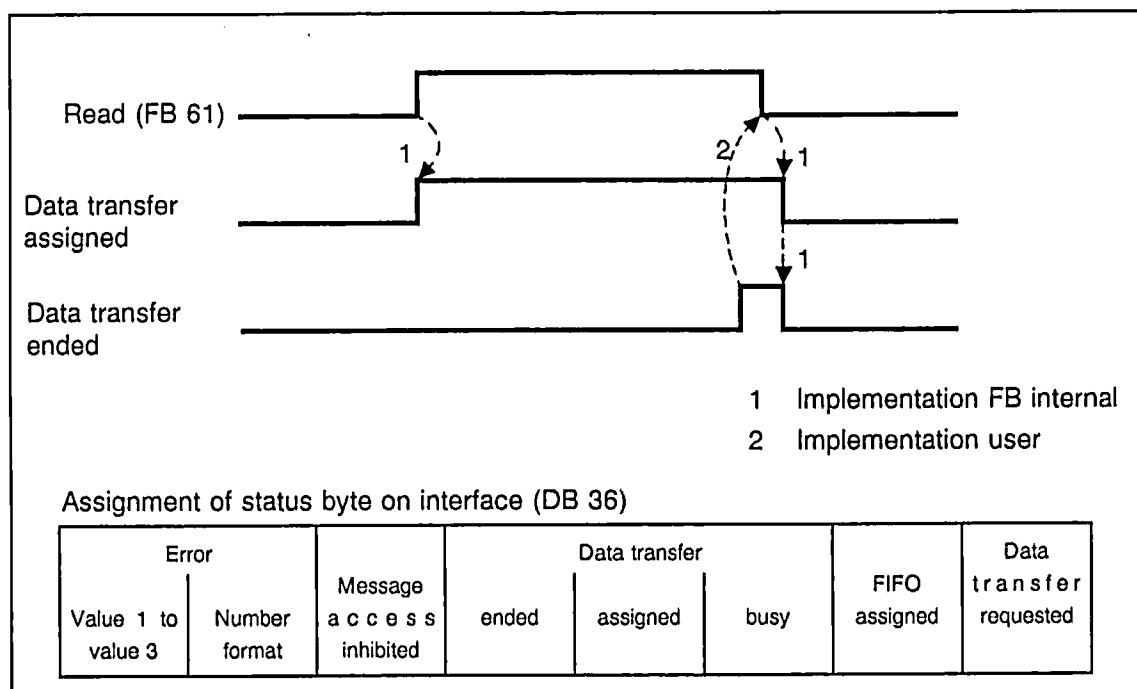 Read (FB 61)
1
2
1
Data transfer
assigned
1
Data transfer
ended
1 Implementation FB internal
2 Implementation user
Assignment of status byte on interface (DB 36)
Error
Value 1 to
value 3
Number
format
Message
access
inhibited
Data transfer
ended
assigned
busy
FIFO
assigned
Data
transfer
requested